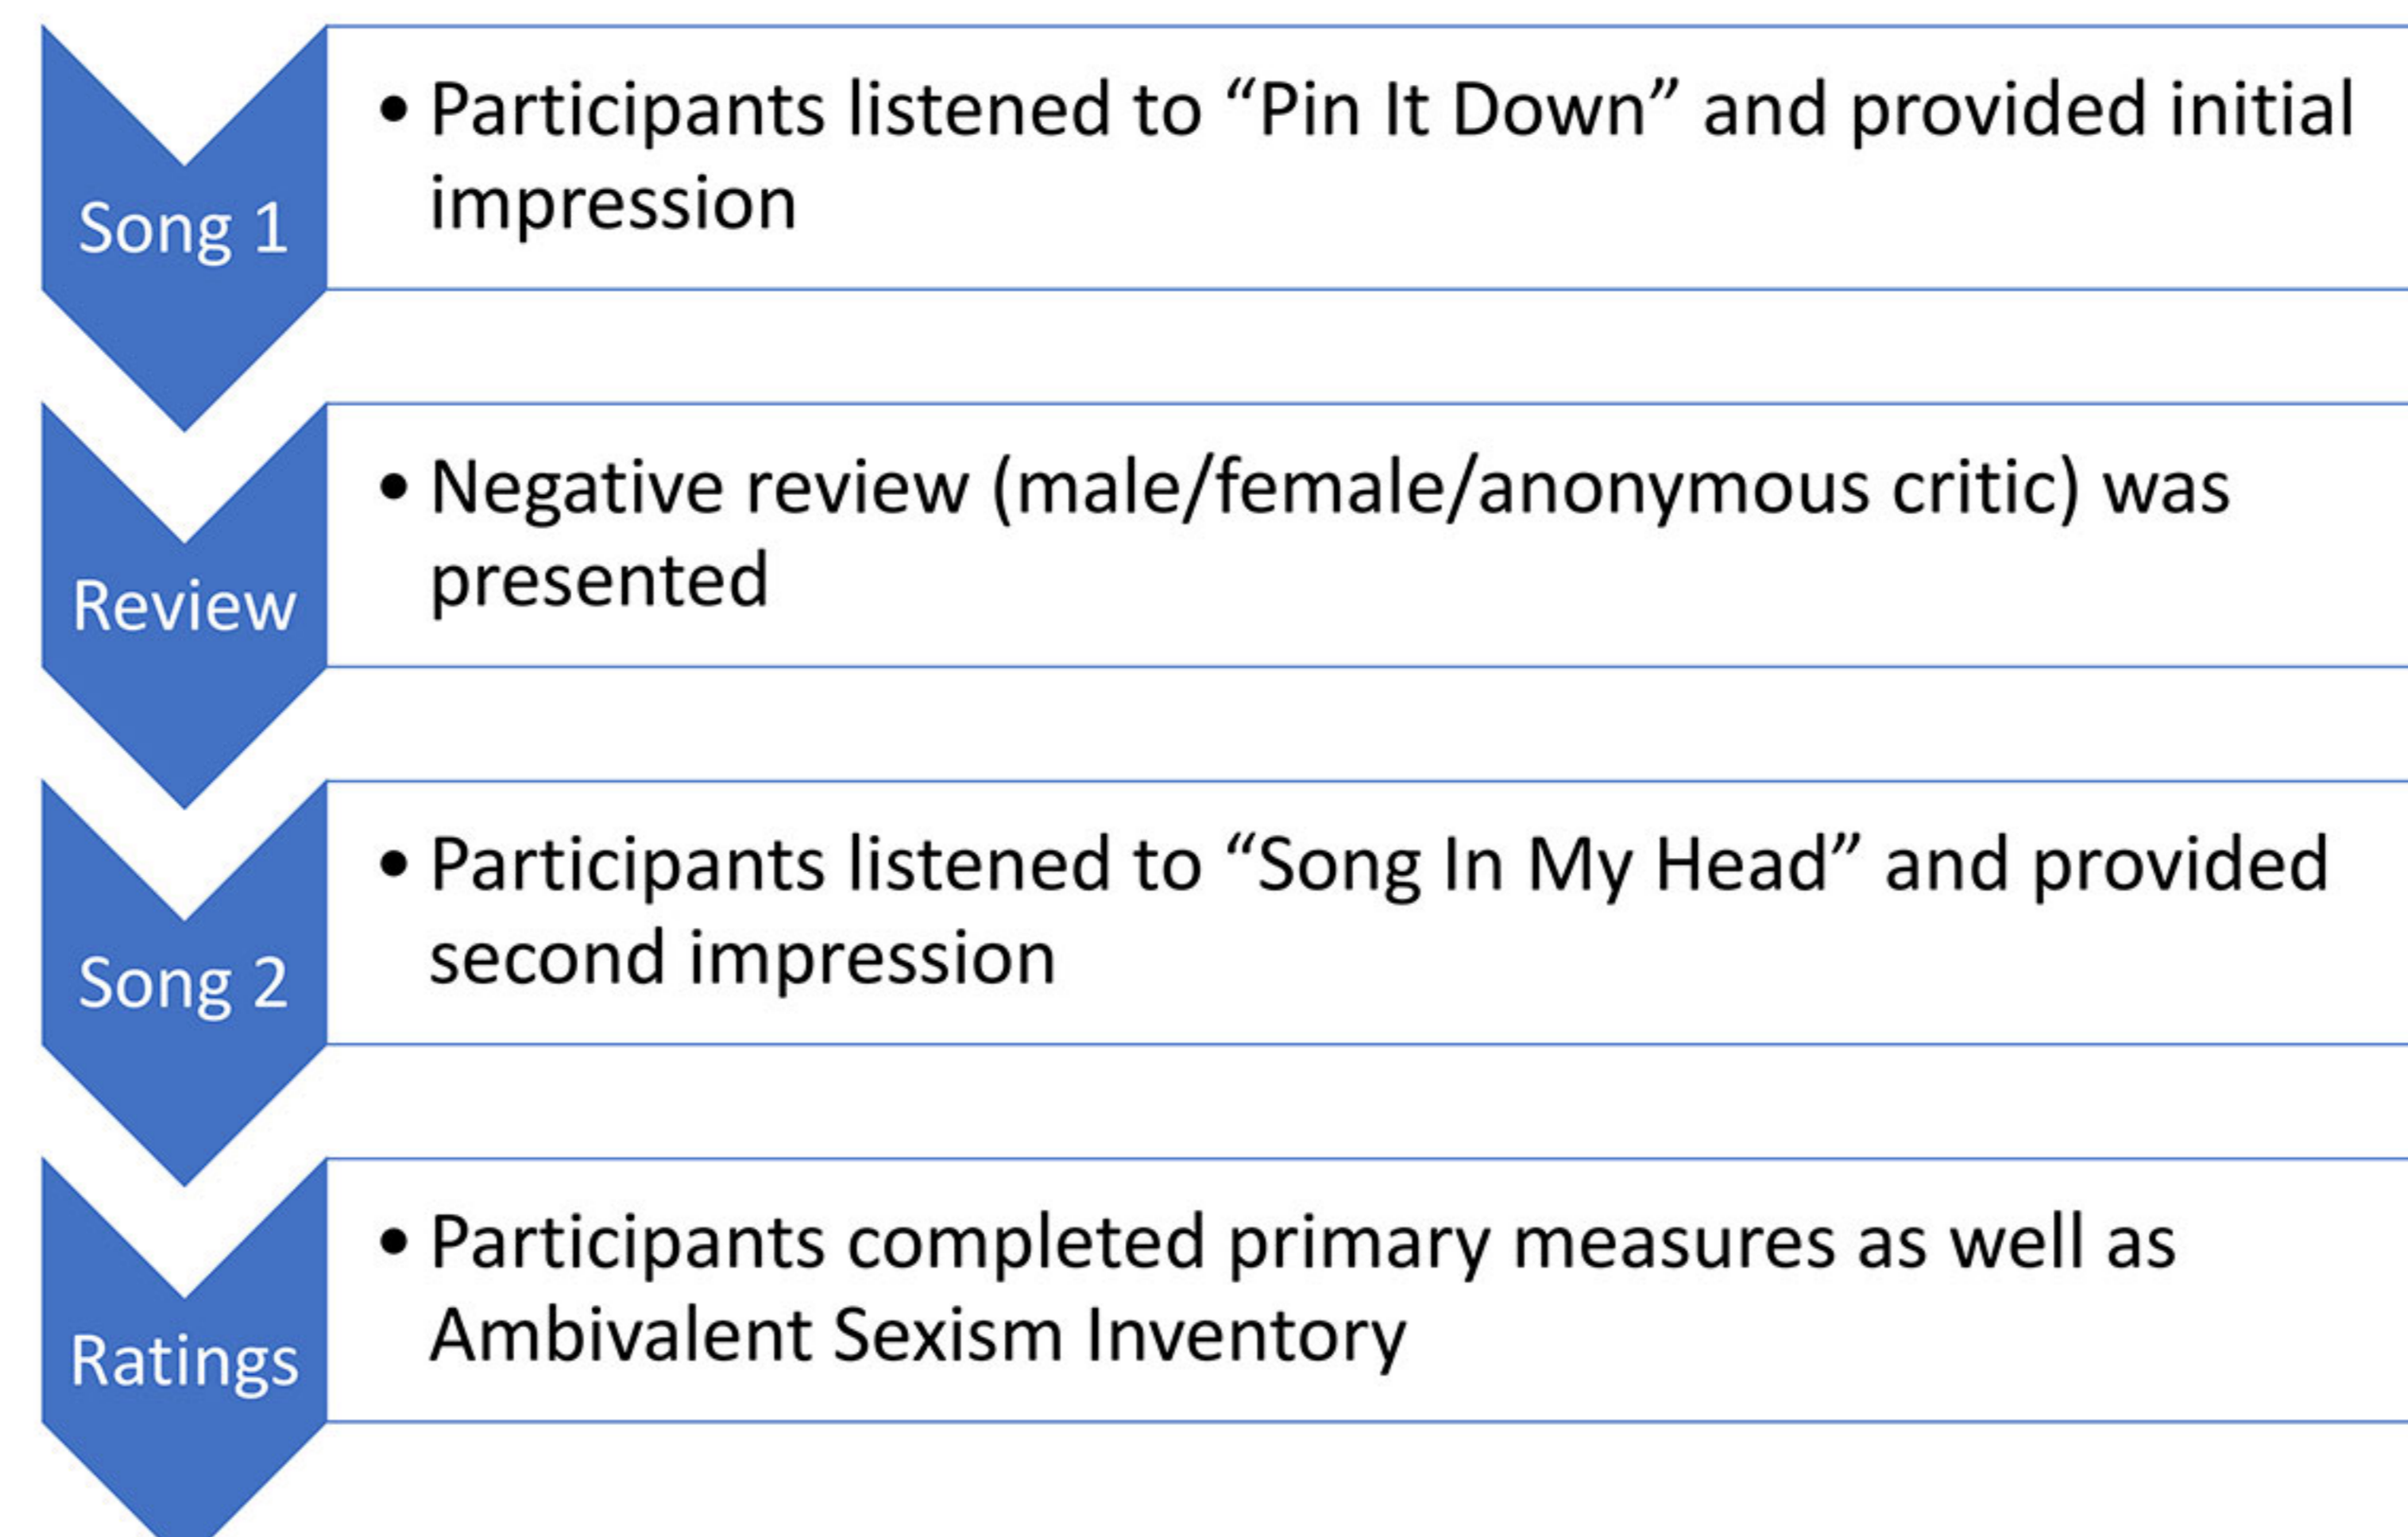 Song 1
• Participants listened to “Pin It Down” and provided initial
impression
Review
• Negative review (male/female/anonymous critic) was
presented
Song 2
• Participants listened to “Song In My Head” and provided
second impression
Ratings
• Participants completed primary measures as well as
Ambivalent Sexism Inventory